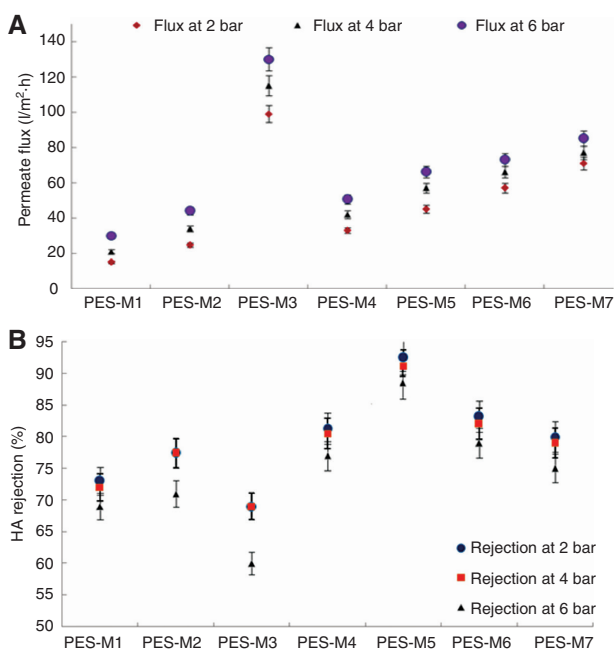 A
Flux at 2 bar Flux at 4 bar Flux at 6 bar
Permeate flux (l/m²·h)
140
120
100
80
60
40
20
0
PES-M1 PES-M2 PES-M3 PES-M4 PES-M5 PES-M6 PES-M7
B
HA rejection (%)
95
90
85
80
75
70
65
60
55
50
Rejection at 2 bar
Rejection at 4 bar
Rejection at 6 bar
PES-M1 PES-M2 PES-M3 PES-M4 PES-M5 PES-M6 PES-M7